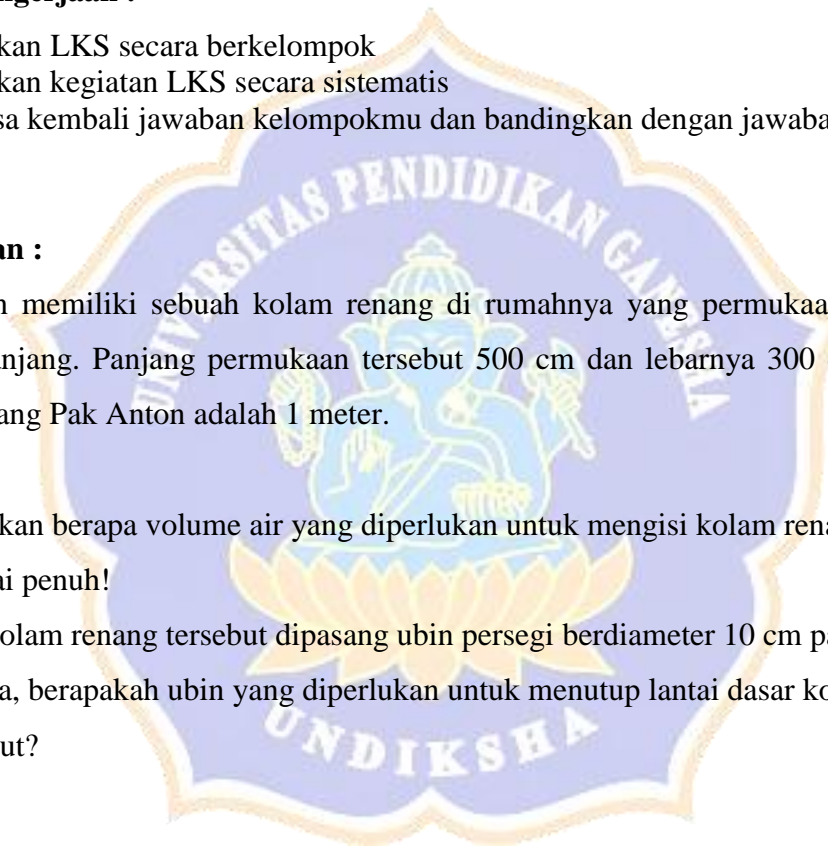 ngerjaan :
kan LKS secara berkelompok
kan kegiatan LKS secara sistematis
sa kembali jawaban kelompokmu dan bandingkan dengan jawaba
an :
n memiliki sebuah kolam renang di rumahnya yang permukaa
anjang. Panjang permukaan tersebut 500 cm dan lebarnya 300
ang Pak Anton adalah 1 meter.
kan berapa volume air yang diperlukan untuk mengisi kolam rena
ai penuh!
kolam renang tersebut dipasang ubin persegi berdiameter 10 cm pa
a, berapakah ubin yang diperlukan untuk menutup lantai dasar ko
ut?
UNIVERSITAS PENDIDIKAN GANESHA
UNDIKSHA